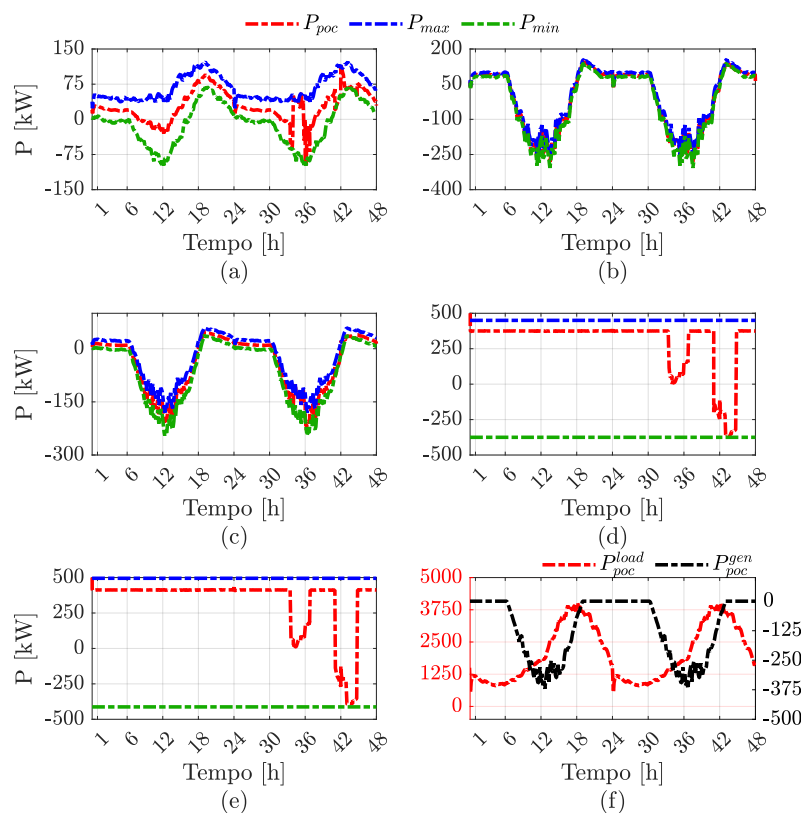 P_poc P_max P_min
150
75
0
-75
-150
P [kW]
1 6 12 18 24 30 36 42 48
Tempo [h]
(a)
200
50
-100
-250
-400
1 6 12 18 24 30 36 42 48
Tempo [h]
(b)
0
-150
-300
P [kW]
1 6 12 18 24 30 36 42 48
Tempo [h]
(c)
500
250
0
-250
-500
1 6 12 18 24 30 36 42 48
Tempo [h]
(d)
500
250
0
-250
-500
P [kW]
1 6 12 18 24 30 36 42 48
Tempo [h]
(e)
P_poc^load P_poc^gen
5000
3750
2500
1250
0
0
-125
-250
-375
-500
1 6 12 18 24 30 36 42 48
Tempo [h]
(f)